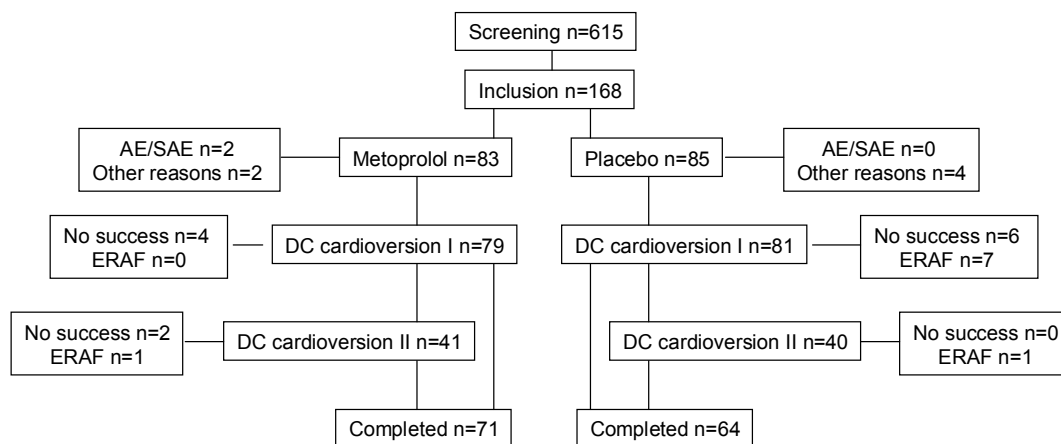 Screening n=615
Inclusion n=168
AE/SAE n=2
Other reasons n=2
Metoprolol n=83
Placebo n=85
AE/SAE n=0
Other reasons n=4
No success n=4
ERAF n=0
DC cardioversion I n=79
DC cardioversion I n=81
No success n=6
ERAF n=7
No success n=2
ERAF n=1
DC cardioversion II n=41
DC cardioversion II n=40
No success n=0
ERAF n=1
Completed n=71
Completed n=64